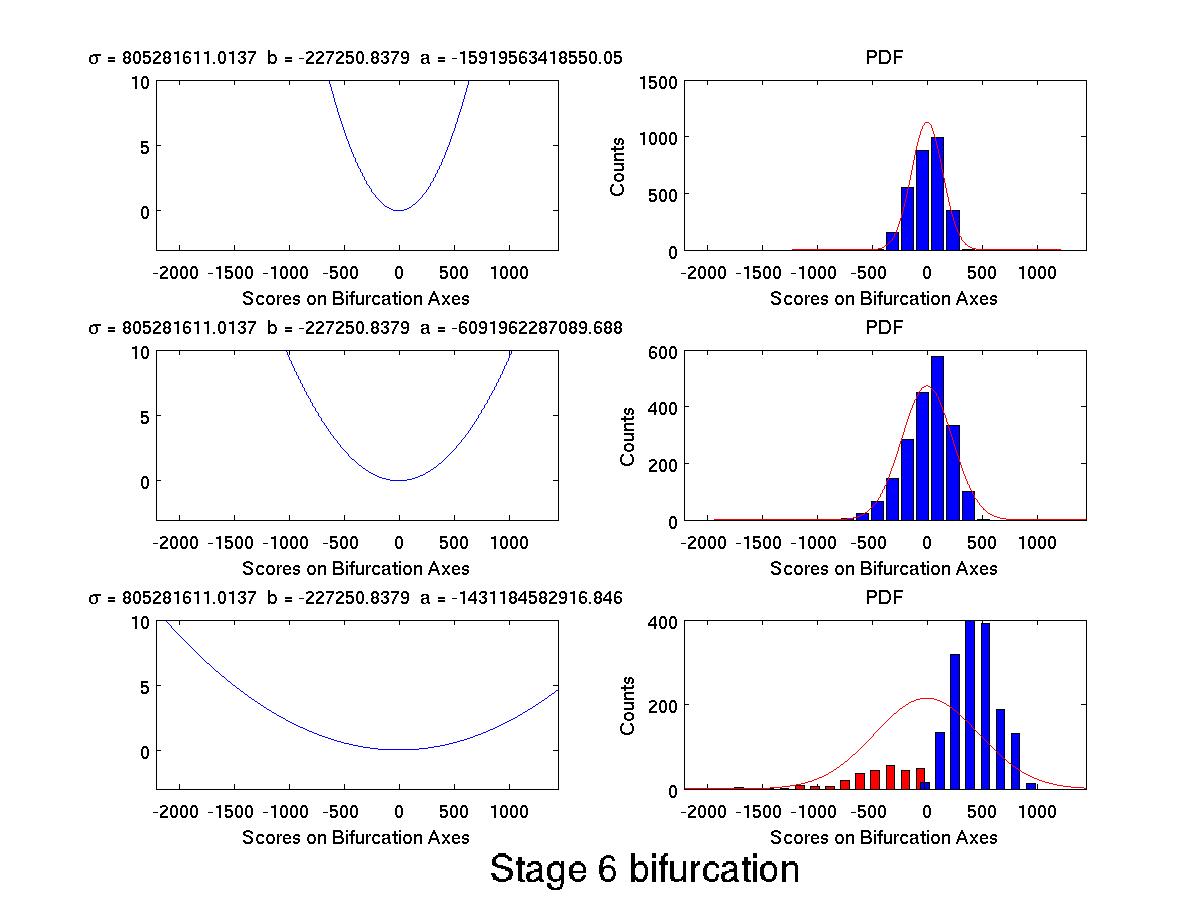 σ = 805281611.0137 b = -227250.8379 a = -15919563418550.05
PDF
10
5
0
-2000 -1500 -1000 -500 0 500 1000
Scores on Bifurcation Axes
1500
1000
500
0
Counts
-2000 -1500 -1000 -500 0 500 1000
Scores on Bifurcation Axes
σ = 805281611.0137 b = -227250.8379 a = -6091962287089.688
PDF
10
5
0
-2000 -1500 -1000 -500 0 500 1000
Scores on Bifurcation Axes
600
400
200
0
Counts
-2000 -1500 -1000 -500 0 500 1000
Scores on Bifurcation Axes
σ = 805281611.0137 b = -227250.8379 a = -1431184582916.846
PDF
10
5
0
-2000 -1500 -1000 -500 0 500 1000
Scores on Bifurcation Axes
400
200
0
Counts
-2000 -1500 -1000 -500 0 500 1000
Scores on Bifurcation Axes
Stage 6 bifurcation